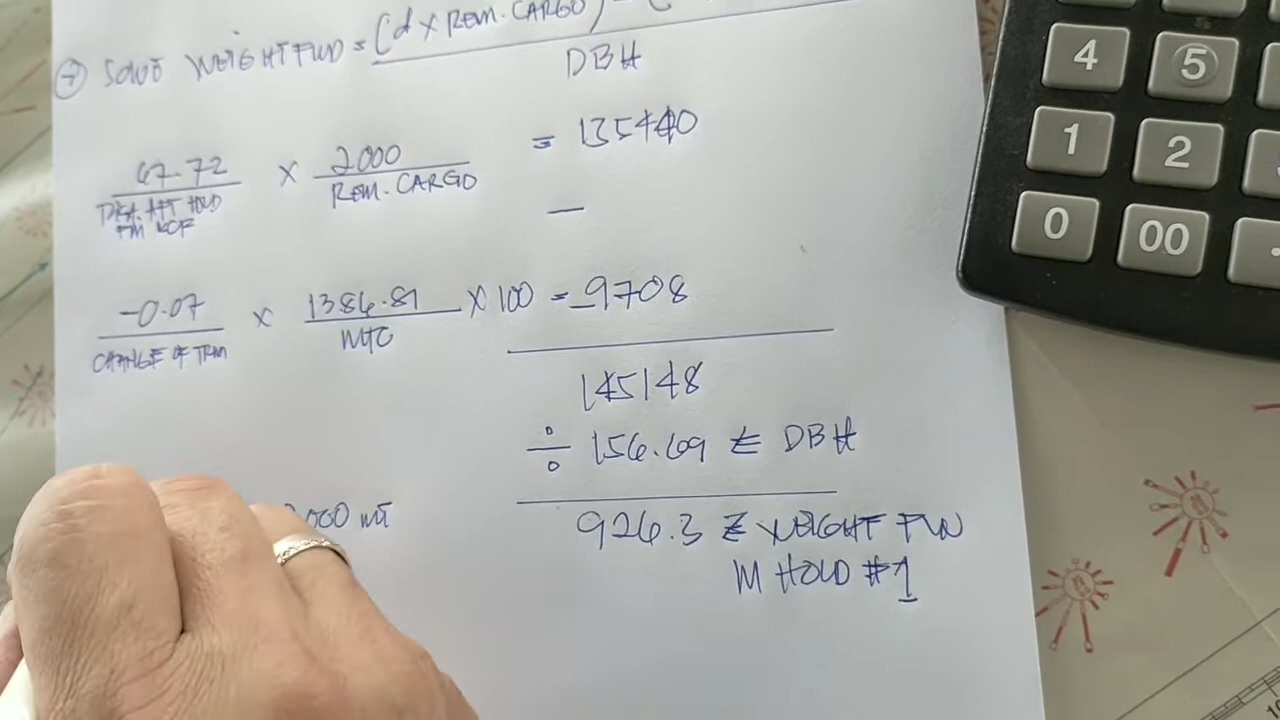 7 SOLVE WEIGHT FWD = (d x REM. CARGO) - (
DBH
67.72 x 2000 = 135440
DIST. AFT HOLD REM. CARGO
FM LCF
—
-0.07 x 1386.81 x 100 = -9708
CHANGE OF TRIM MTC
145148
÷ 156.69 ← DBH
926.3 ← WEIGHT FWD
IN HOLD #1
000 MT
4 5
1 2
0 00 .